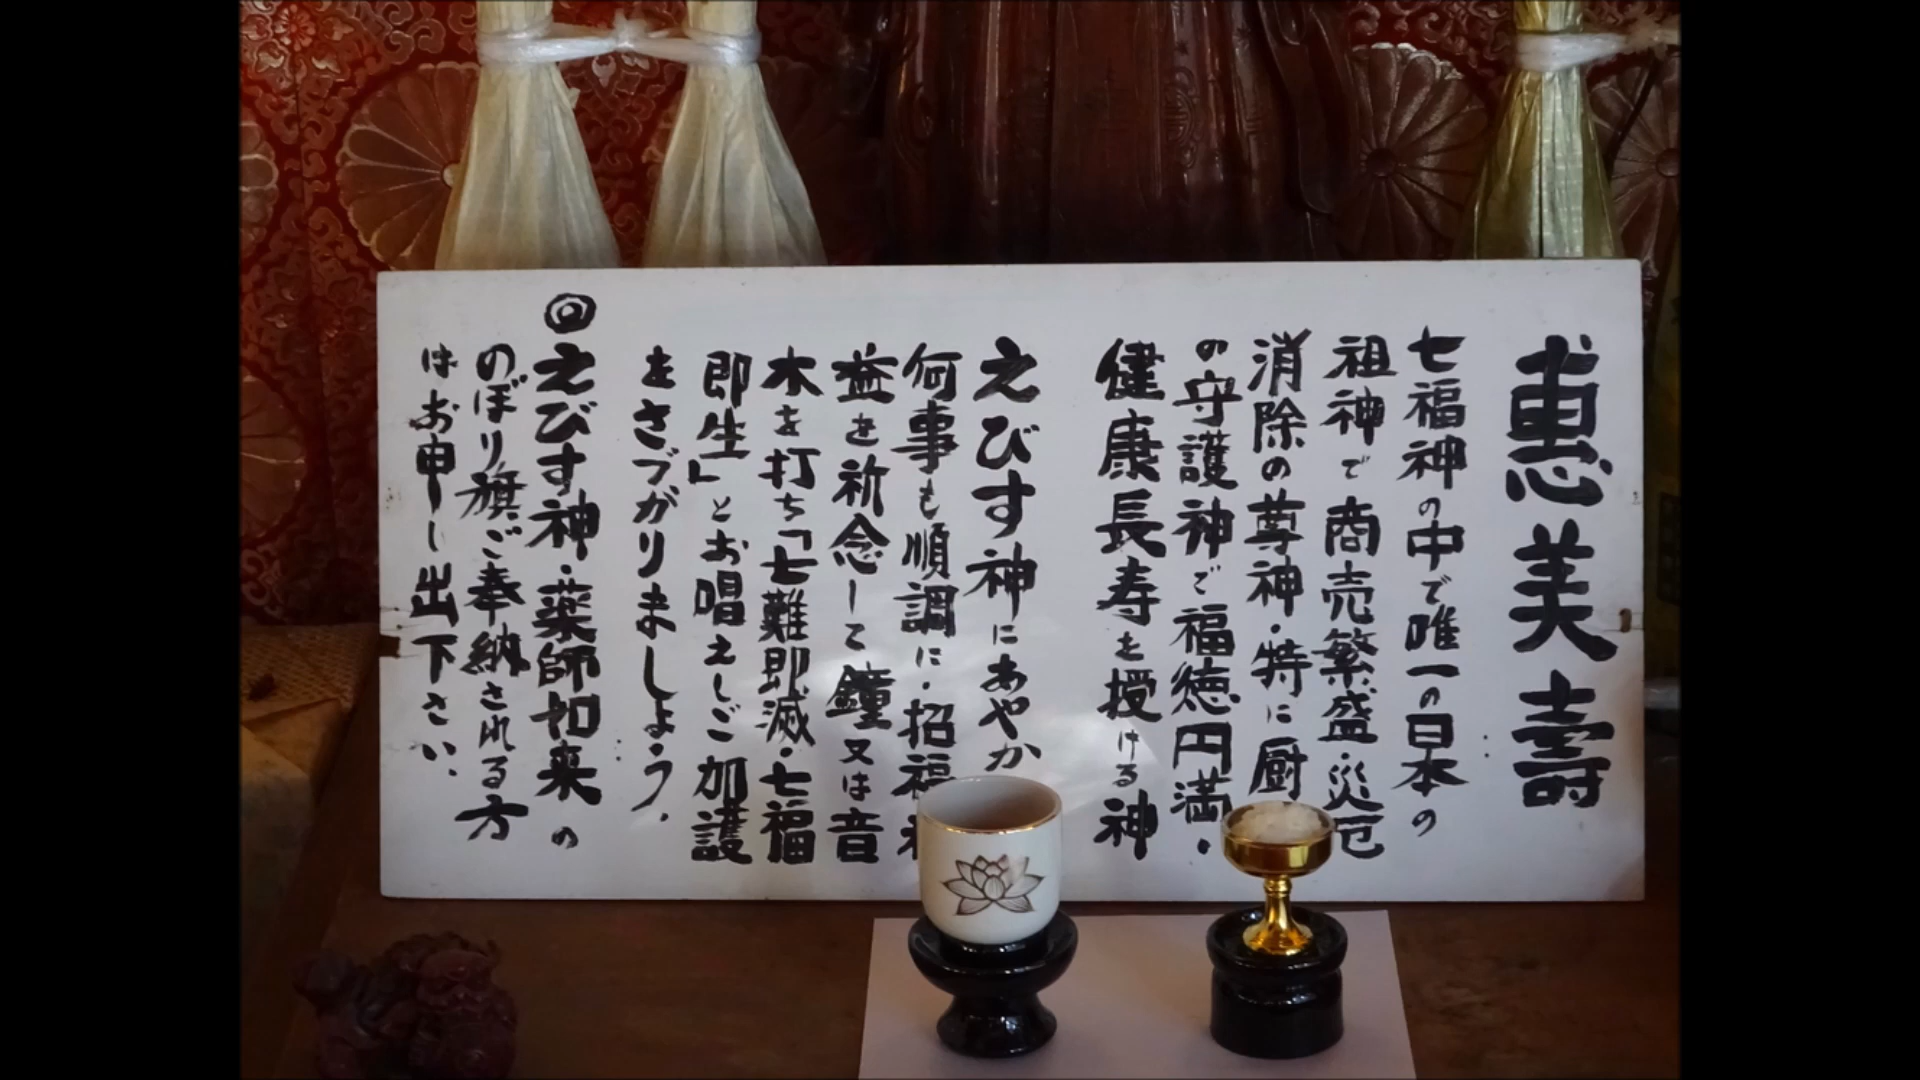 惠美壽
七福神の中で唯一の日本の
祖神で商売繁盛・災厄
消除の尊神・特に厨
の守護神で福徳円満・
健康長寿を授ける神
えびす神にあやか
何事も順調に・招福
益を祈念して鐘又は音
木を打ち「七難即滅・七福
即生」とお唱えしご加護
をさづがりましょう。
◎えびす神・薬師如来の
のぼり旗ご奉納される方
はお申し出下さい。